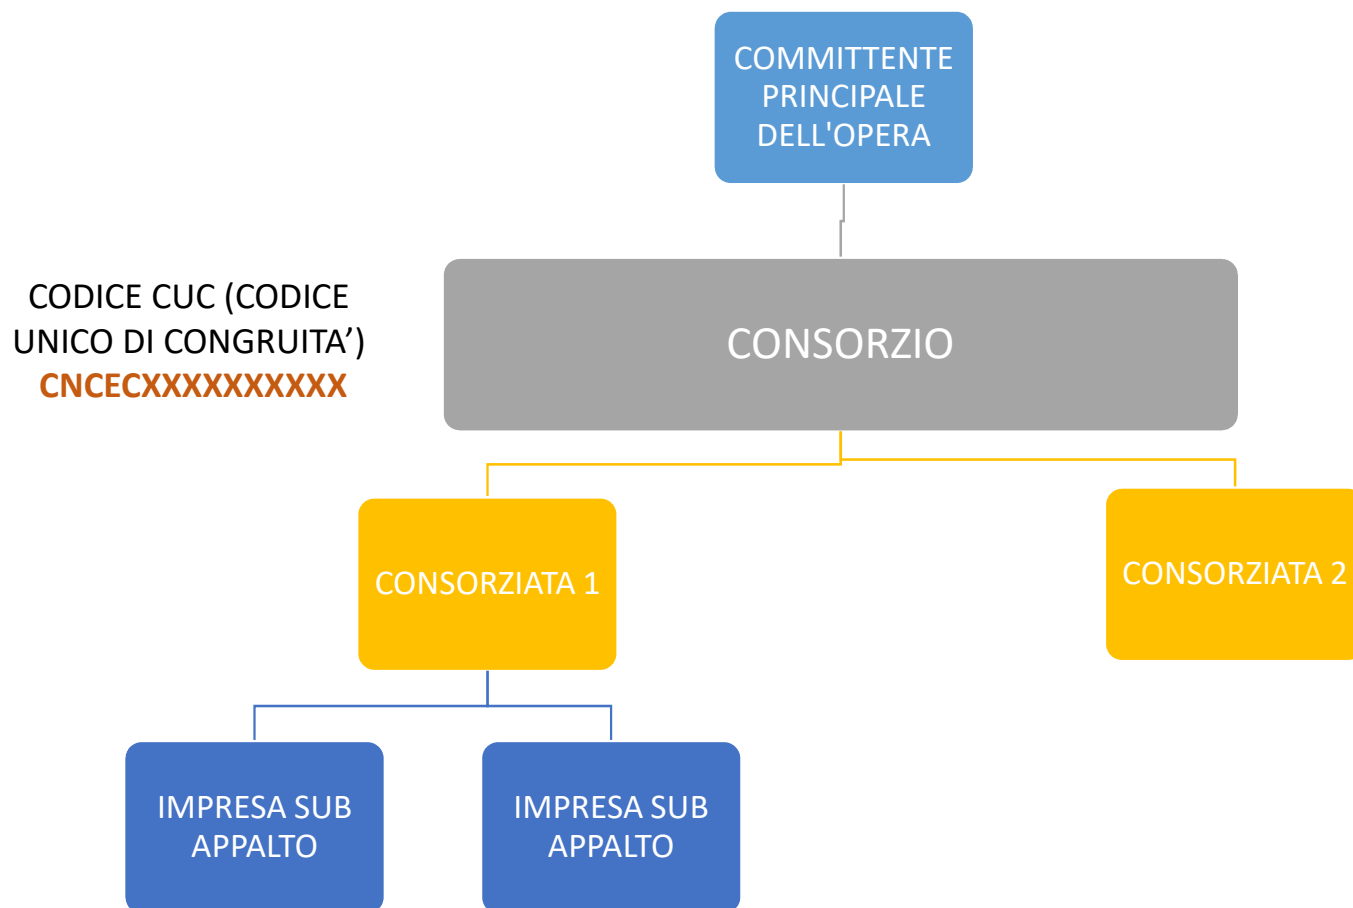 COMMITTENTE
PRINCIPALE
DELL'OPERA
CODICE CUC (CODICE
UNICO DI CONGRUITA’)
CNCECXXXXXXXXXX
CONSORZIO
CONSORZIATA 1
CONSORZIATA 2
IMPRESA SUB
APPALTO
IMPRESA SUB
APPALTO